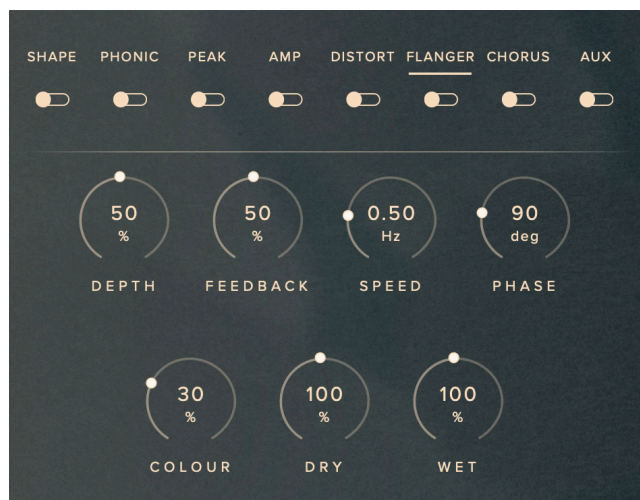 SHAPE PHONIC PEAK AMP DISTORT FLANGER CHORUS AUX
50 50 0.50 90
% % Hz deg
DEPTH FEEDBACK SPEED PHASE
30 100 100
% % %
COLOUR DRY WET